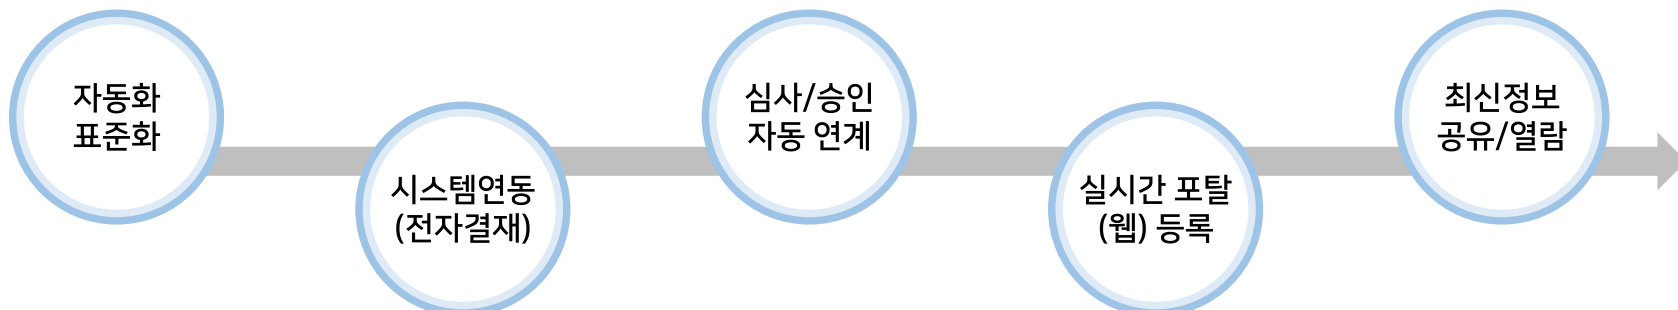 자동화
표준화
시스템연동
(전자결재)
심사/승인
자동 연계
실시간 포탈
(웹) 등록
최신정보
공유/열람